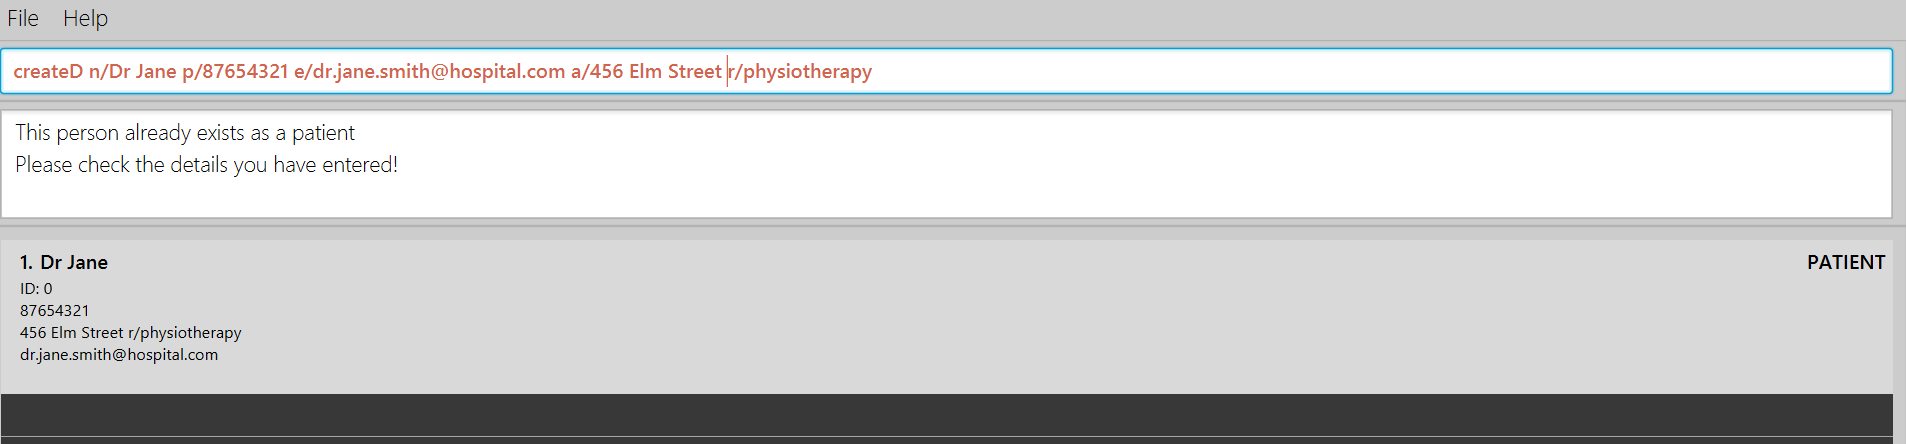 File Help
createD n/Dr Jane p/87654321 e/dr.jane.smith@hospital.com a/456 Elm Street r/physiotherapy
This person already exists as a patient
Please check the details you have entered!
1. Dr Jane PATIENT
ID: 0
87654321
456 Elm Street r/physiotherapy
dr.jane.smith@hospital.com